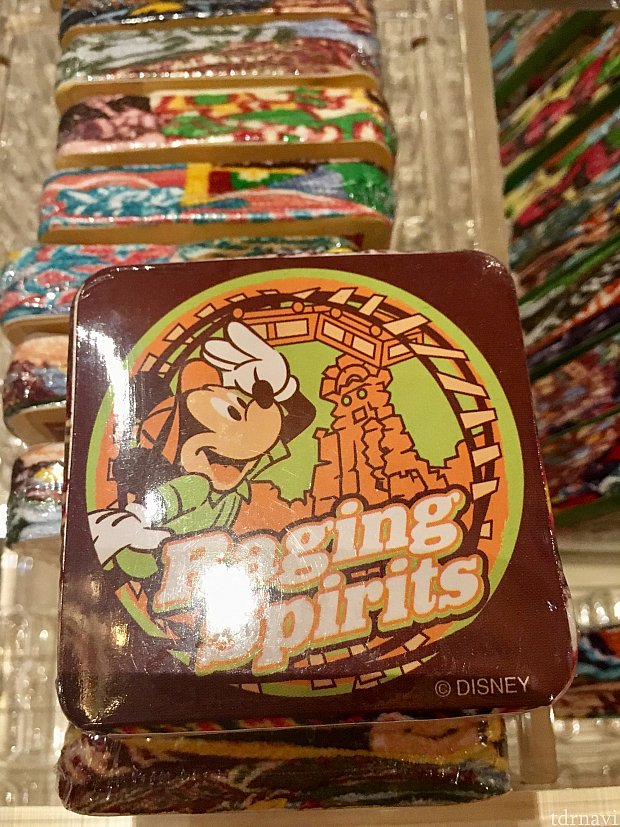 Raging
Spirits
© DISNEY
tdrnavi